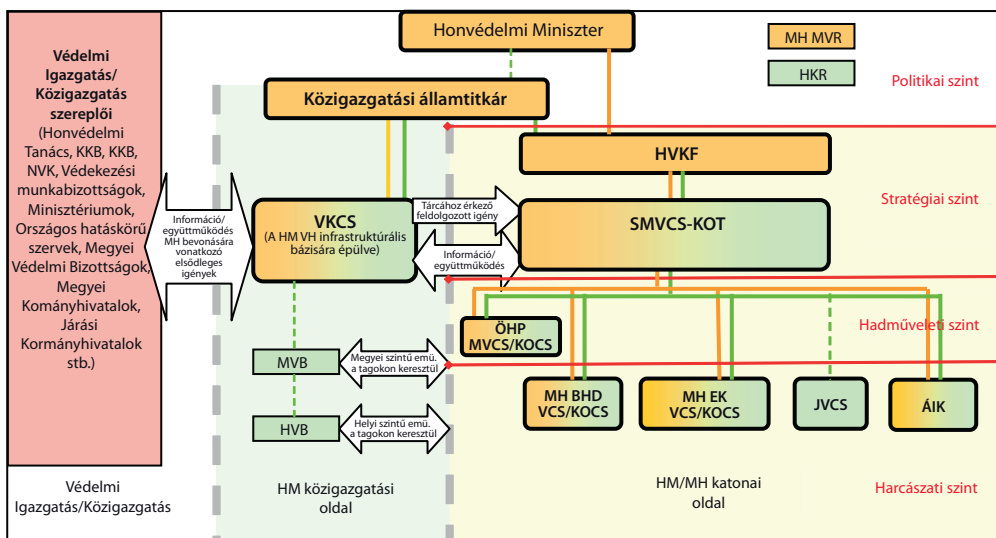 Honvédelmi Miniszter
MH MVR
HKR
Politikai szint
Védelmi
Igazgatás/
Közigazgatás
szereplői
(Honvédelmi
Tanács, KKB, KKB,
NVK, Védekezési
munkabizottságok,
Minisztériumok,
Országos hatáskörű
szervek, Megyei
Védelmi Bizottságok,
Megyei
Kományhivatalok,
Járási
Kormányhivatalok
stb.)
Közigazgatási államtitkár
HVKF
Stratégiai szint
Információ/
együttműködés
MH bevonására
vonatkozó
elsődleges
igények
VKCS
(A HM VH infrastruktúrális
bázisára épülve)
Tárcához érkező
feldolgozott igény
Információ/
együttműködés
SMVCS-KOT
Hadműveleti szint
ÖHP
MVCS/KOCS
MVB
Megyei szintű emü.
a tagokon keresztül
HVB
Helyi szintű emü.
a tagokon keresztül
MH BHD
VCS/KOCS
MH EK
VCS/KOCS
JVCS
ÁIK
Védelmi
Igazgatás/Közigazgatás
HM közigazgatási
oldal
HM/MH katonai
oldal
Harcászati szint